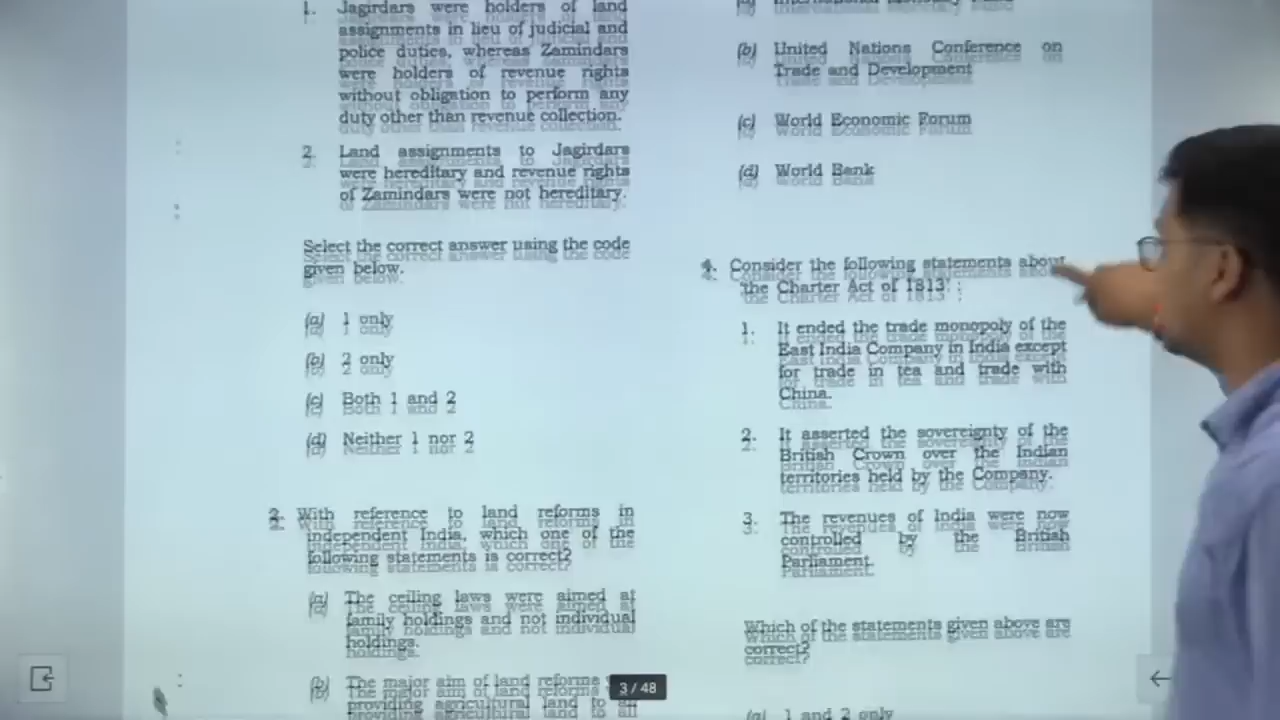 1. Jagirdars were holders of land
assignments in lieu of judicial and
police duties, whereas Zamindars
were holders of revenue rights
without obligation to perform any
duty other than revenue collection.
2. Land assignments to Jagirdars
were hereditary and revenue rights
of Zamindars were not hereditary.
Select the correct answer using the code
given below.
(a) 1 only
(b) 2 only
(c) Both 1 and 2
(d) Neither 1 nor 2
2. With reference to land reforms in
independent India, which one of the
following statements is correct?
(a) The ceiling laws were aimed at
family holdings and not individual
holdings.
(b) The major aim of land reforms
providing agricultural land to all
(b) United Nations Conference on
Trade and Development
(c) World Economic Forum
(d) World Bank
4. Consider the following statements about
'the Charter Act of 1813' :
1. It ended the trade monopoly of the
East India Company in India except
for trade in tea and trade with
China.
2. It asserted the sovereignty of the
British Crown over the Indian
territories held by the Company.
3. The revenues of India were now
controlled by the British
Parliament.
Which of the statements given above are
correct?
(a) 1 and 2 only
3 / 48